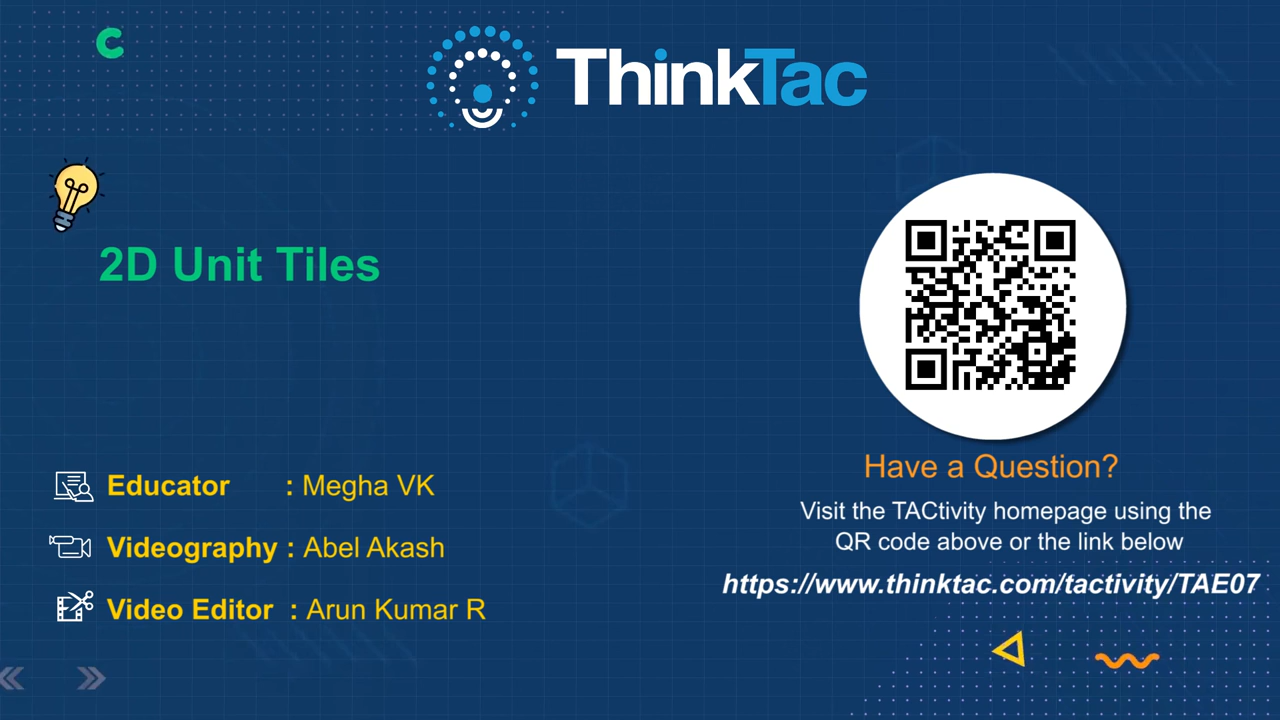 ThinkTac
2D Unit Tiles
Educator : Megha VK
Videography : Abel Akash
Video Editor : Arun Kumar R
Have a Question?
Visit the TACtivity homepage using the
QR code above or the link below
https://www.thinktac.com/tactivity/TAE07